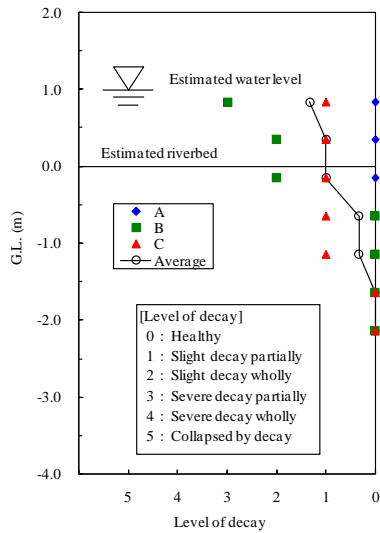 2.0
1.0
0.0
-1.0
-2.0
-3.0
-4.0
G.L. (m)
Estimated water level
Estimated riverbed
A
B
C
Average
[Level of decay]
0 : Healthy
1 : Slight decay partially
2 : Slight decay wholly
3 : Severe decay partially
4 : Severe decay wholly
5 : Collapsed by decay
5 4 3 2 1 0
Level of decay